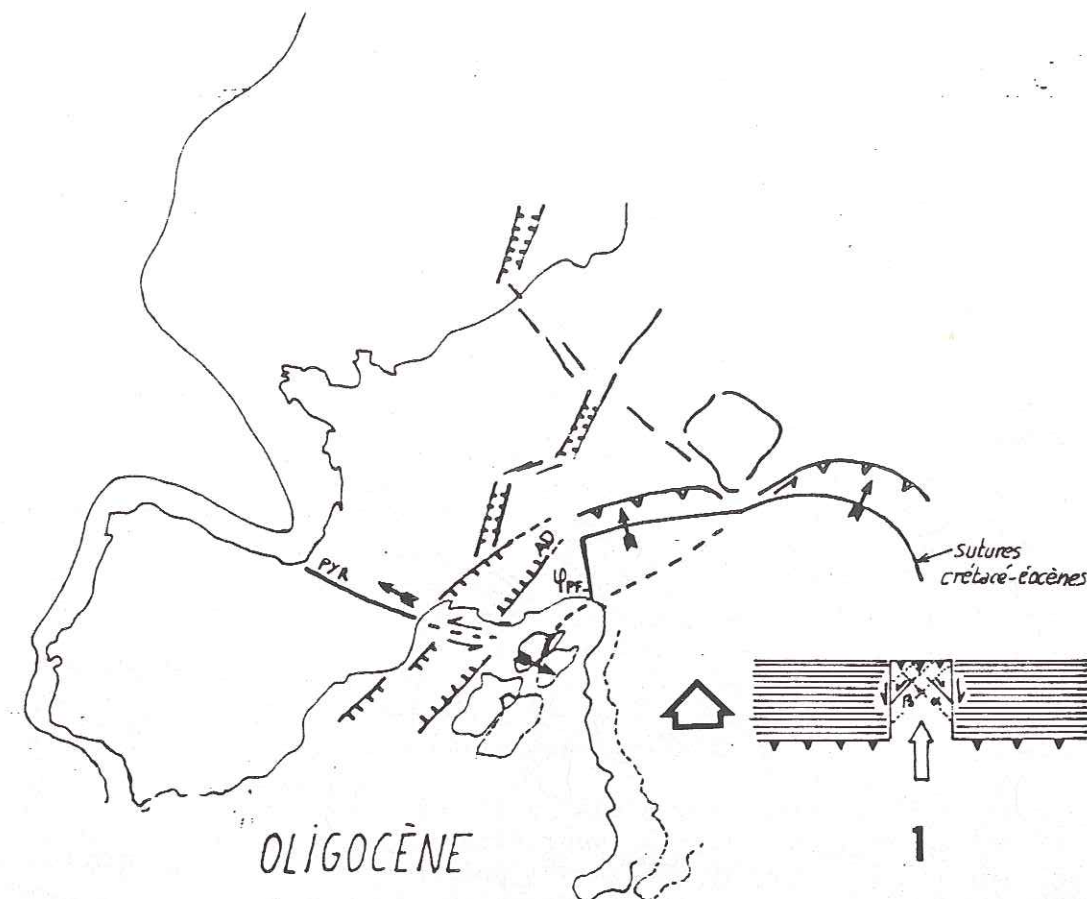 PYR
AD
φPF
sutures
crétacé-éocènes
β
α
1
OLIGOCÈNE